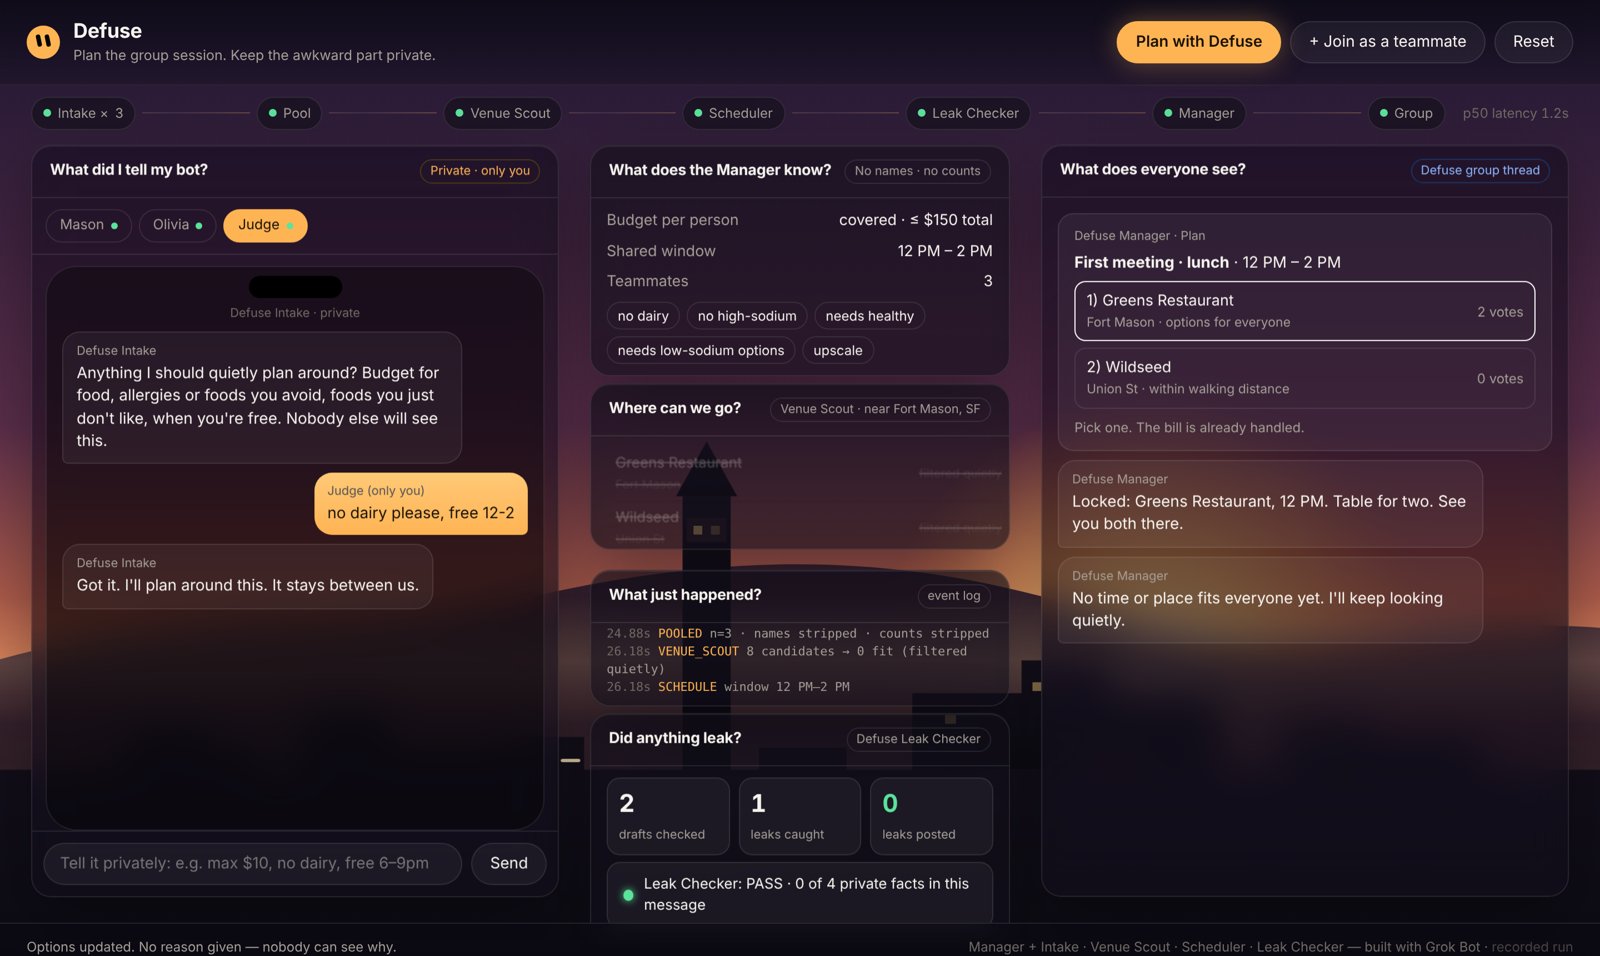 Defuse
Plan the group session. Keep the awkward part private.
Plan with Defuse
+ Join as a teammate
Reset
Intake × 3
Pool
Venue Scout
Scheduler
Leak Checker
Manager
Group
p50 latency 1.2s
What did I tell my bot?
Private · only you
Mason
Olivia
Judge
Defuse Intake · private
Defuse Intake
Anything I should quietly plan around? Budget for
food, allergies or foods you avoid, foods you just
don't like, when you're free. Nobody else will see
this.
Judge (only you)
no dairy please, free 12-2
Defuse Intake
Got it. I'll plan around this. It stays between us.
Tell it privately: e.g. max $10, no dairy, free 6–9pm
Send
What does the Manager know?
No names · no counts
Budget per person
covered · ≤ $150 total
Shared window
12 PM – 2 PM
Teammates
3
no dairy
no high-sodium
needs healthy
needs low-sodium options
upscale
Where can we go?
Venue Scout · near Fort Mason, SF
Greens Restaurant
Fort Mason
filtered quietly
Wildseed
Union St
filtered quietly
What just happened?
event log
24.88s POOLED n=3 · names stripped · counts stripped
26.18s VENUE_SCOUT 8 candidates → 0 fit (filtered
quietly)
26.18s SCHEDULE window 12 PM–2 PM
Did anything leak?
Defuse Leak Checker
2
drafts checked
1
leaks caught
0
leaks posted
Leak Checker: PASS · 0 of 4 private facts in this
message
What does everyone see?
Defuse group thread
Defuse Manager · Plan
First meeting · lunch · 12 PM – 2 PM
1) Greens Restaurant
Fort Mason · options for everyone
2 votes
2) Wildseed
Union St · within walking distance
0 votes
Pick one. The bill is already handled.
Defuse Manager
Locked: Greens Restaurant, 12 PM. Table for two. See
you both there.
Defuse Manager
No time or place fits everyone yet. I'll keep looking
quietly.
Options updated. No reason given — nobody can see why.
Manager + Intake · Venue Scout · Scheduler · Leak Checker — built with Grok Bot · recorded run